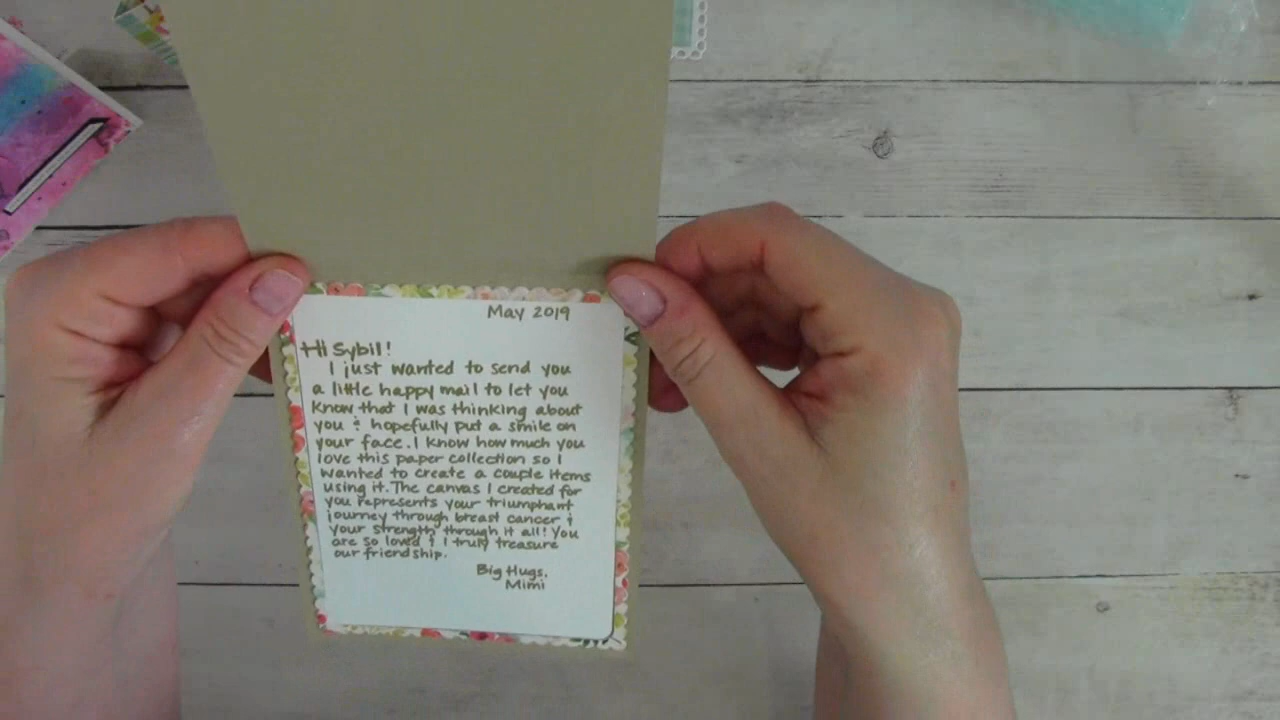 May 2019
Hi Sybil!
I just wanted to send you
a little happy mail to let you
know that I was thinking about
you & hopefully put a smile on
your face. I know how much you
love this paper collection so I
wanted to create a couple items
using it. The canvas I created for
you represents your triumphant
journey through breast cancer &
your strength through it all! You
are so loved & I truly treasure
our friendship.
Big Hugs,
Mimi